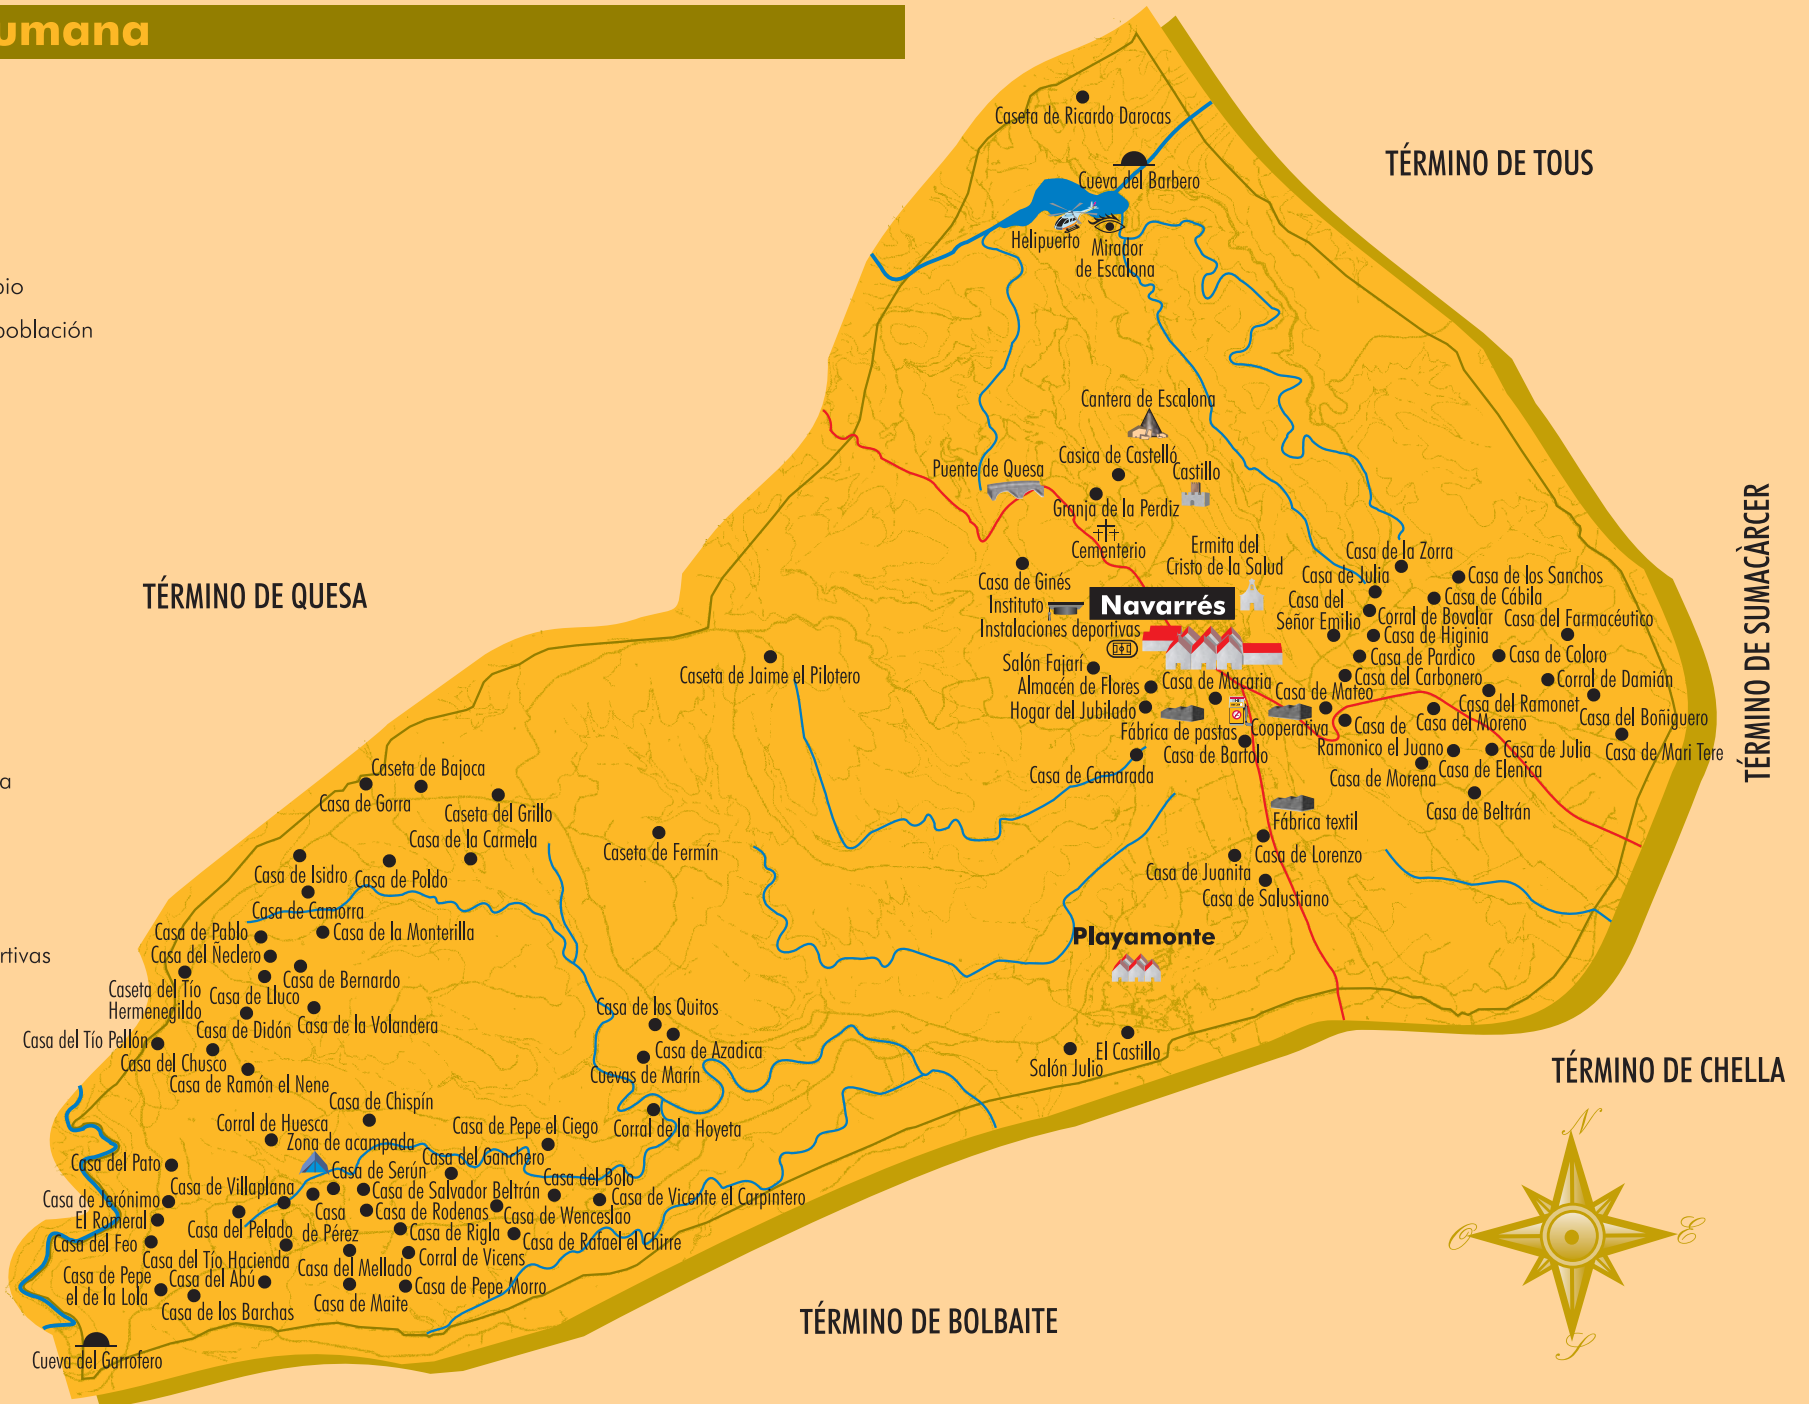 umana
Caseta de Ricardo Darocas
TÉRMINO DE TOUS
Cueva del Barbero
Helipuerto
Mirador
de Escalona
bio
población
Cantera de Escalona
Casica de Castelló
Puente de Quesa
Castillo
Granja de la Perdiz
Cementerio
Ermita del
Cristo de la Salud
Casa de la Zorra
TÉRMINO DE SUMACÀRCER
Casa de Ginés
Casa de Julia
Casa de los Sanchos
TÉRMINO DE QUESA
Instituto
Navarrés
Casa del
Señor Emilio
Casa de Cábila
Corral de Bovalar
Casa del Farmacéutico
Instalaciones deportivas
Casa de Higinia
Salón Fajarí
Casa de Pardico
Casa de Coloro
Caseta de Jaime el Pilotero
Almacén de Flores
Casa de Macaria
Casa del Carbonero
Corral de Damián
Hogar del Jubilado
Casa de Mateo
Casa del Ramonet
Casa del Boñiguero
Fábrica de pastas
Cooperativa
Casa de
Ramonico el Juano
Casa del Moreno
Casa de Bartolo
Casa de Julia
Casa de Mari Tere
Casa de Camarada
Casa de Morena
Casa de Elenica
Casa de Beltrán
a
Caseta de Bajoca
Casa de Gorra
Caseta del Grillo
Casa de la Carmela
Caseta de Fermín
Fábrica textil
Casa de Lorenzo
Casa de Juanita
Casa de Salustiano
Casa de Isidro
Casa de Poldo
Casa de Camorra
Casa de Pablo
Casa de la Monterilla
Playamonte
rtivas
Casa del Ñeclero
Casa de Bernardo
Caseta del Tío
Hermenegildo
Casa de Lluco
Casa de los Quitos
Casa de Didón
Casa de la Volandera
Casa del Tío Pellón
Casa de Azadica
El Castillo
Casa del Chusco
Cuevas de Marín
Salón Julio
TÉRMINO DE CHELLA
Casa de Ramón el Nene
Casa de Chispín
Corral de Huesca
Casa de Pepe el Ciego
Corral de la Hoyeta
Zona de acampada
Casa del Pato
Casa del Ganchero
Casa de Serún
Casa del Bolo
Casa de Jerónimo
Casa de Villaplana
Casa de Salvador Beltrán
Casa de Vicente el Carpintero
El Romeral
Casa
de Pérez
Casa de Rodenas
Casa de Wenceslao
Casa del Pelado
Casa de Rigla
Casa de Rafael el Chirre
Casa del Feo
Casa del Tío Hacienda
Corral de Vicens
Casa del Mellado
Casa de Pepe
el de la Lola
Casa del Abú
Casa de Pepe Morro
Casa de los Barchas
Casa de Maite
TÉRMINO DE BOLBAITE
Cueva del Garrofero
N
O
E
S